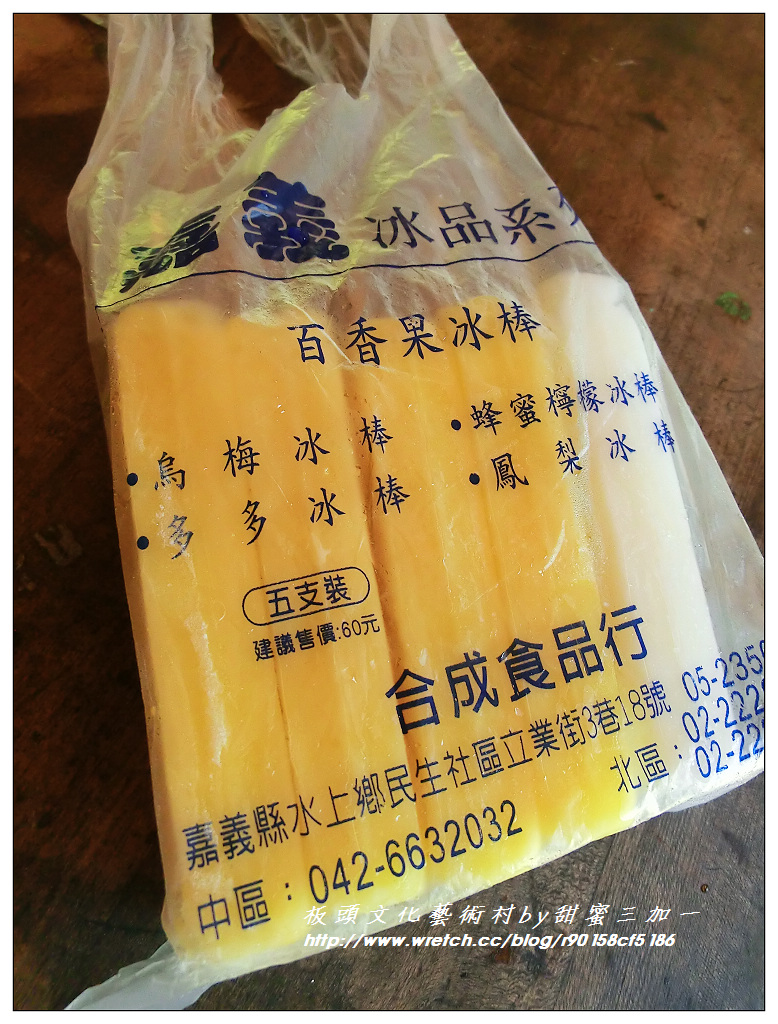 嘉義 冰品系列
百香果冰棒
•烏梅冰棒
•蜂蜜檸檬冰棒
•多多冰棒
•鳳梨冰棒
五支裝
建議售價:60元
合成食品行
嘉義縣水上鄉民生社區立業街3巷18號
05-2350
02-222
中區：042-6632032
北區：02-22
板頭文化藝術村by甜蜜三加一
http://www.wretch.cc/blog/r90158cf5186